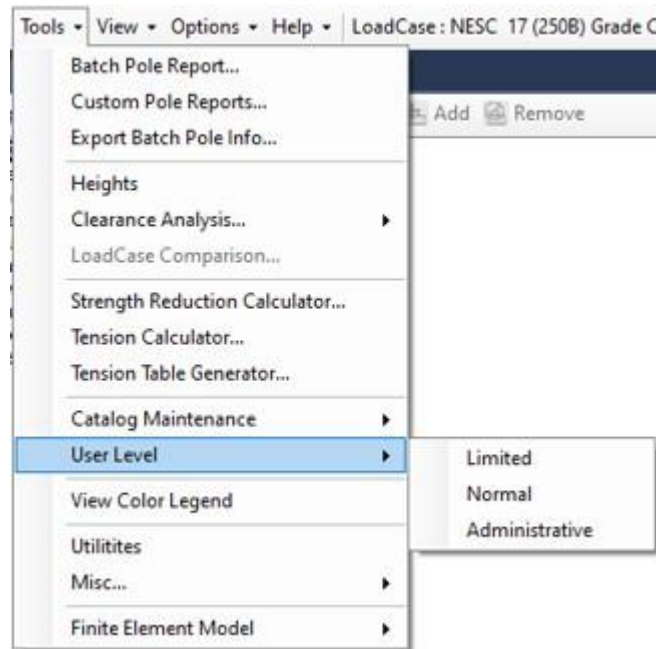 Tools View Options Help LoadCase : NESC 17 (250B) Grade C
Add Remove
Batch Pole Report...
Custom Pole Reports...
Export Batch Pole Info...
Heights
Clearance Analysis...
LoadCase Comparison...
Strength Reduction Calculator...
Tension Calculator...
Tension Table Generator...
Catalog Maintenance
User Level
Limited
Normal
Administrative
View Color Legend
Utilitites
Misc...
Finite Element Model